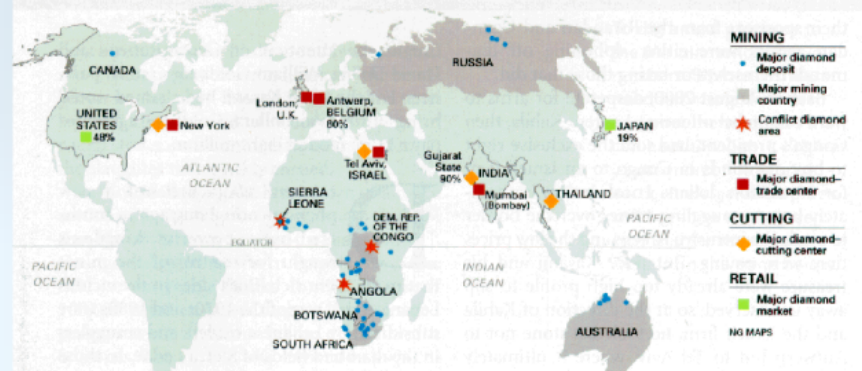 CANADA
UNITED
STATES
48%
New York
ATLANTIC
OCEAN
PACIFIC
OCEAN
EQUATOR
London,
U.K.
Antwerp,
BELGIUM
80%
Tel Aviv,
ISRAEL
SIERRA
LEONE
DEM. REP.
OF THE
CONGO
ANGOLA
BOTSWANA
SOUTH AFRICA
RUSSIA
Gujarat
State
90%
INDIA
Mumbai
(Bombay)
THAILAND
JAPAN
PACIFIC
OCEAN
INDIAN
OCEAN
AUSTRALIA
MINING
Major diamond
deposit
Major mining
country
Conflict diamond
area
TRADE
Major diamond–
trade center
CUTTING
Major diamond–
cutting center
RETAIL
Major diamond market
NG MAPS